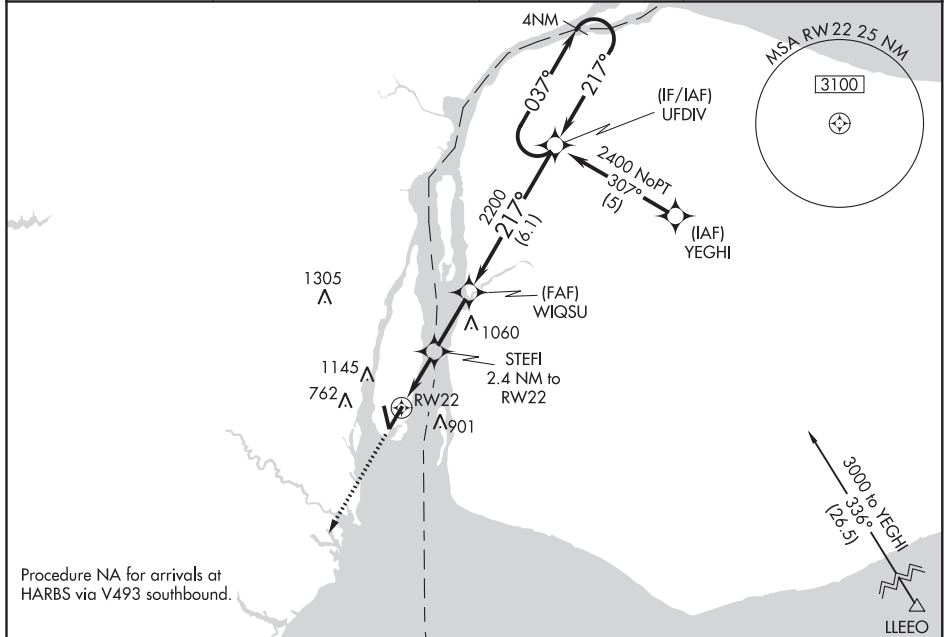 4NM
037°
217°
(IF/IAF)
UFDIV
MSA RW22 25 NM
3100
2400 NoPT
307°
(5)
(IAF)
YEGHI
2200
217°
(6.1)
1305
(FAF)
WIQSU
1060
STEFI
2.4 NM to
RW22
1145
762
RW22
901
3000 to YEGHI
336°
(26.5)
LLEEO
Procedure NA for arrivals at
HARBS via V493 southbound.